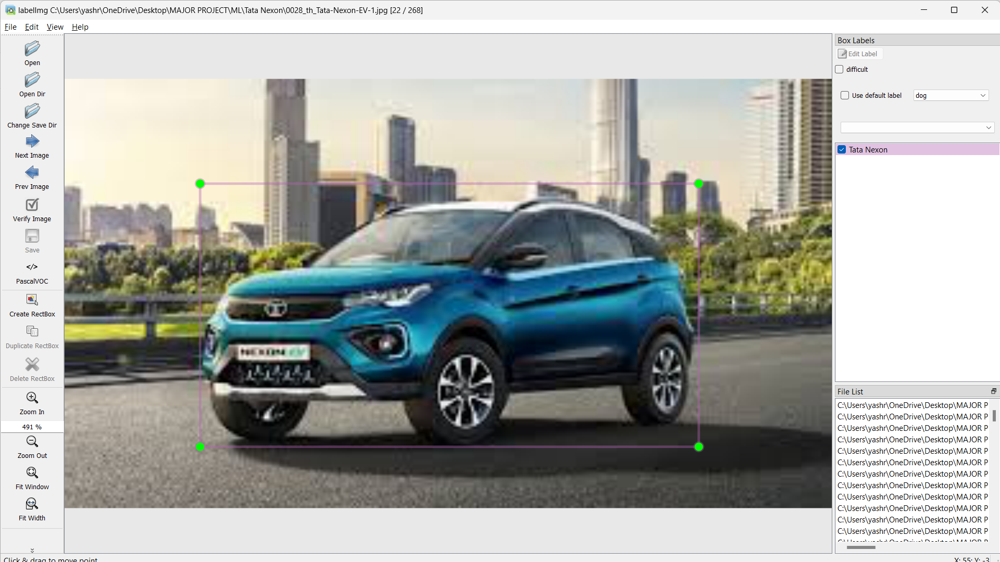 labelImg C:\Users\yashr\OneDrive\Desktop\MAJOR PROJECT\ML\Tata Nexon\0028_th_Tata-Nexon-EV-1.jpg [22 / 268]
File Edit View Help
Open
Open Dir
Change Save Dir
Next Image
Prev Image
Verify Image
Save
</>
PascalVOC
Create RectBox
Duplicate RectBox
Delete RectBox
Zoom In
491 %
Zoom Out
Fit Window
Fit Width
NEXON EV
Box Labels
Edit Label
difficult
Use default label dog
Tata Nexon
File List
C:\Users\yashr\OneDrive\Desktop\MAJOR P
C:\Users\yashr\OneDrive\Desktop\MAJOR P
C:\Users\yashr\OneDrive\Desktop\MAJOR P
C:\Users\yashr\OneDrive\Desktop\MAJOR P
C:\Users\yashr\OneDrive\Desktop\MAJOR P
C:\Users\yashr\OneDrive\Desktop\MAJOR P
C:\Users\yashr\OneDrive\Desktop\MAJOR P
C:\Users\yashr\OneDrive\Desktop\MAJOR P
C:\Users\yashr\OneDrive\Desktop\MAJOR P
C:\Users\yashr\OneDrive\Desktop\MAJOR P
C:\Users\yashr\OneDrive\Desktop\MAJOR P
C:\Users\yashr\OneDrive\Desktop\MAJOR P
Click & drag to move point
X: 55; Y: -3